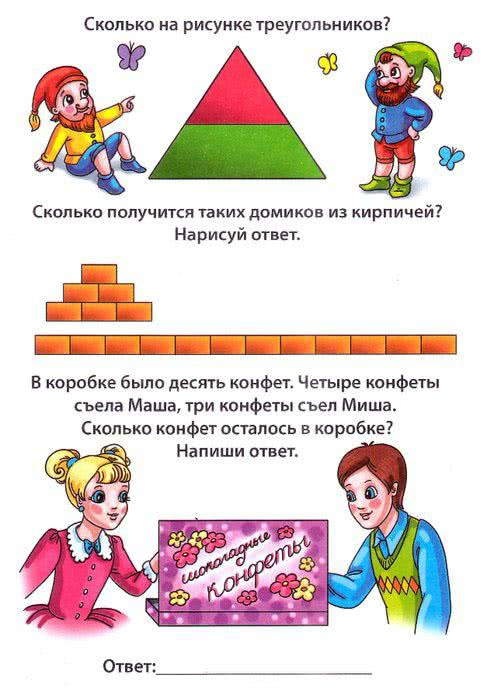 Сколько на рисунке треугольников?
Сколько получится таких домиков из кирпичей?
Нарисуй ответ.
В коробке было десять конфет. Четыре конфеты
съела Маша, три конфеты съел Миша.
Сколько конфет осталось в коробке?
Напиши ответ.
шоколадные
конфеты
Ответ:____________________